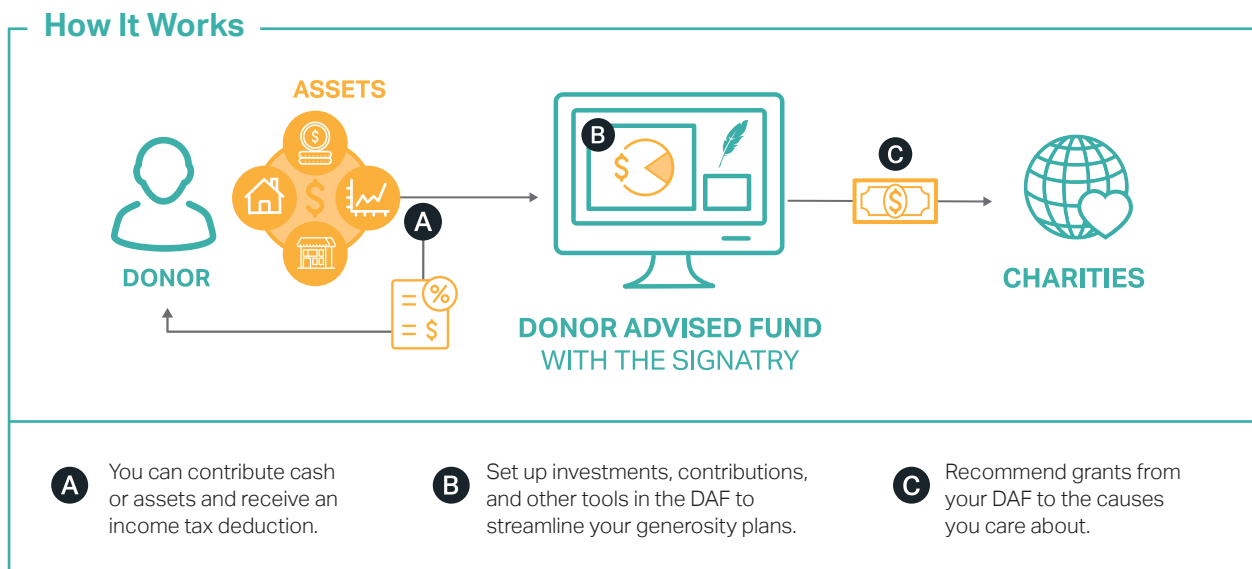 How It Works
ASSETS
$
$
B
$
C
$
A
DONOR
%
= $
CHARITIES
DONOR ADVISED FUND
WITH THE SIGNATRY
A
You can contribute cash
or assets and receive an
income tax deduction.
B
Set up investments, contributions,
and other tools in the DAF to
streamline your generosity plans.
C
Recommend grants from
your DAF to the causes
you care about.